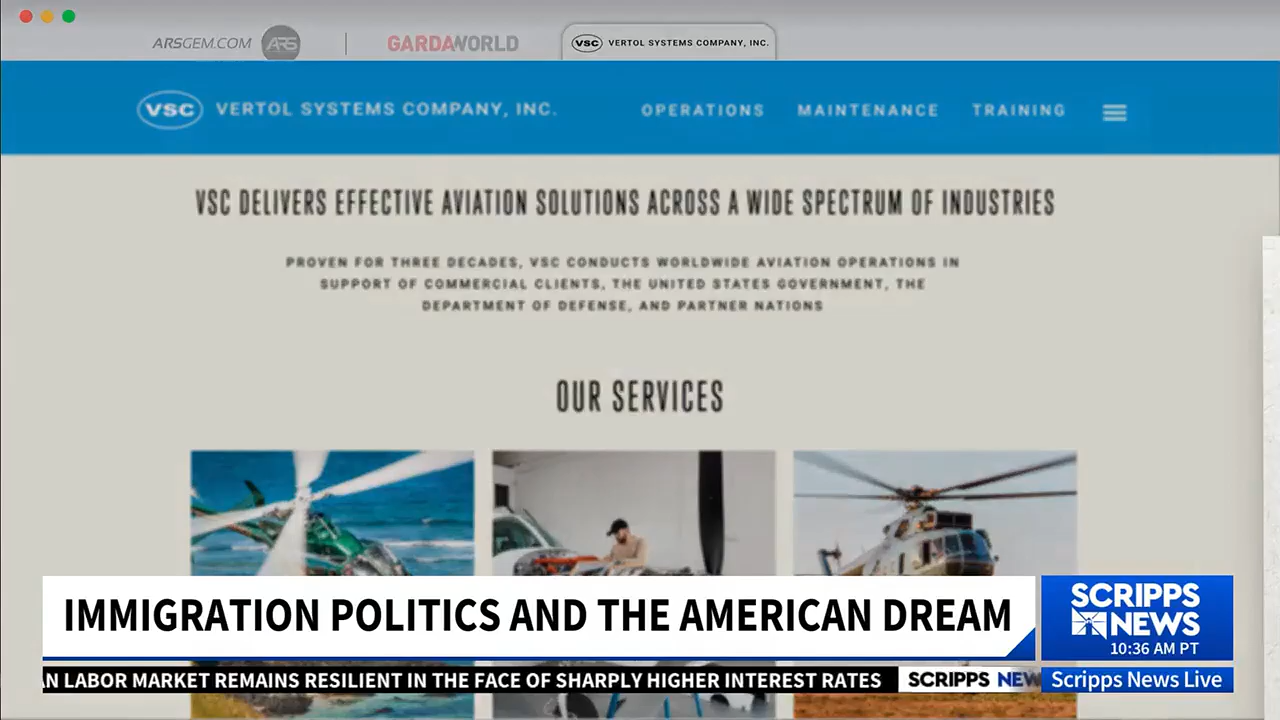 ARSGEM.COM ARS GARDAWORLD VSC VERTOL SYSTEMS COMPANY, INC.
VSC VERTOL SYSTEMS COMPANY, INC. OPERATIONS MAINTENANCE TRAINING
VSC DELIVERS EFFECTIVE AVIATION SOLUTIONS ACROSS A WIDE SPECTRUM OF INDUSTRIES
PROVEN FOR THREE DECADES, VSC CONDUCTS WORLDWIDE AVIATION OPERATIONS IN
SUPPORT OF COMMERCIAL CLIENTS, THE UNITED STATES GOVERNMENT, THE
DEPARTMENT OF DEFENSE, AND PARTNER NATIONS
OUR SERVICES
IMMIGRATION POLITICS AND THE AMERICAN DREAM
SCRIPPS
NEWS
10:36 AM PT
AN LABOR MARKET REMAINS RESILIENT IN THE FACE OF SHARPLY HIGHER INTEREST RATES SCRIPPS NEW
Scripps News Live